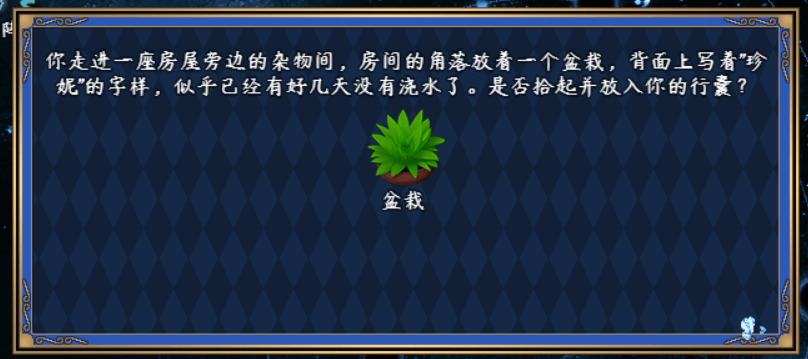 你走进一座房屋旁边的杂物间，房间的角落放着一个盆栽，背面上写着"珍
妮"的字样，似乎已经有好几天没有浇水了。是否拾起并放入你的行囊？
盆栽